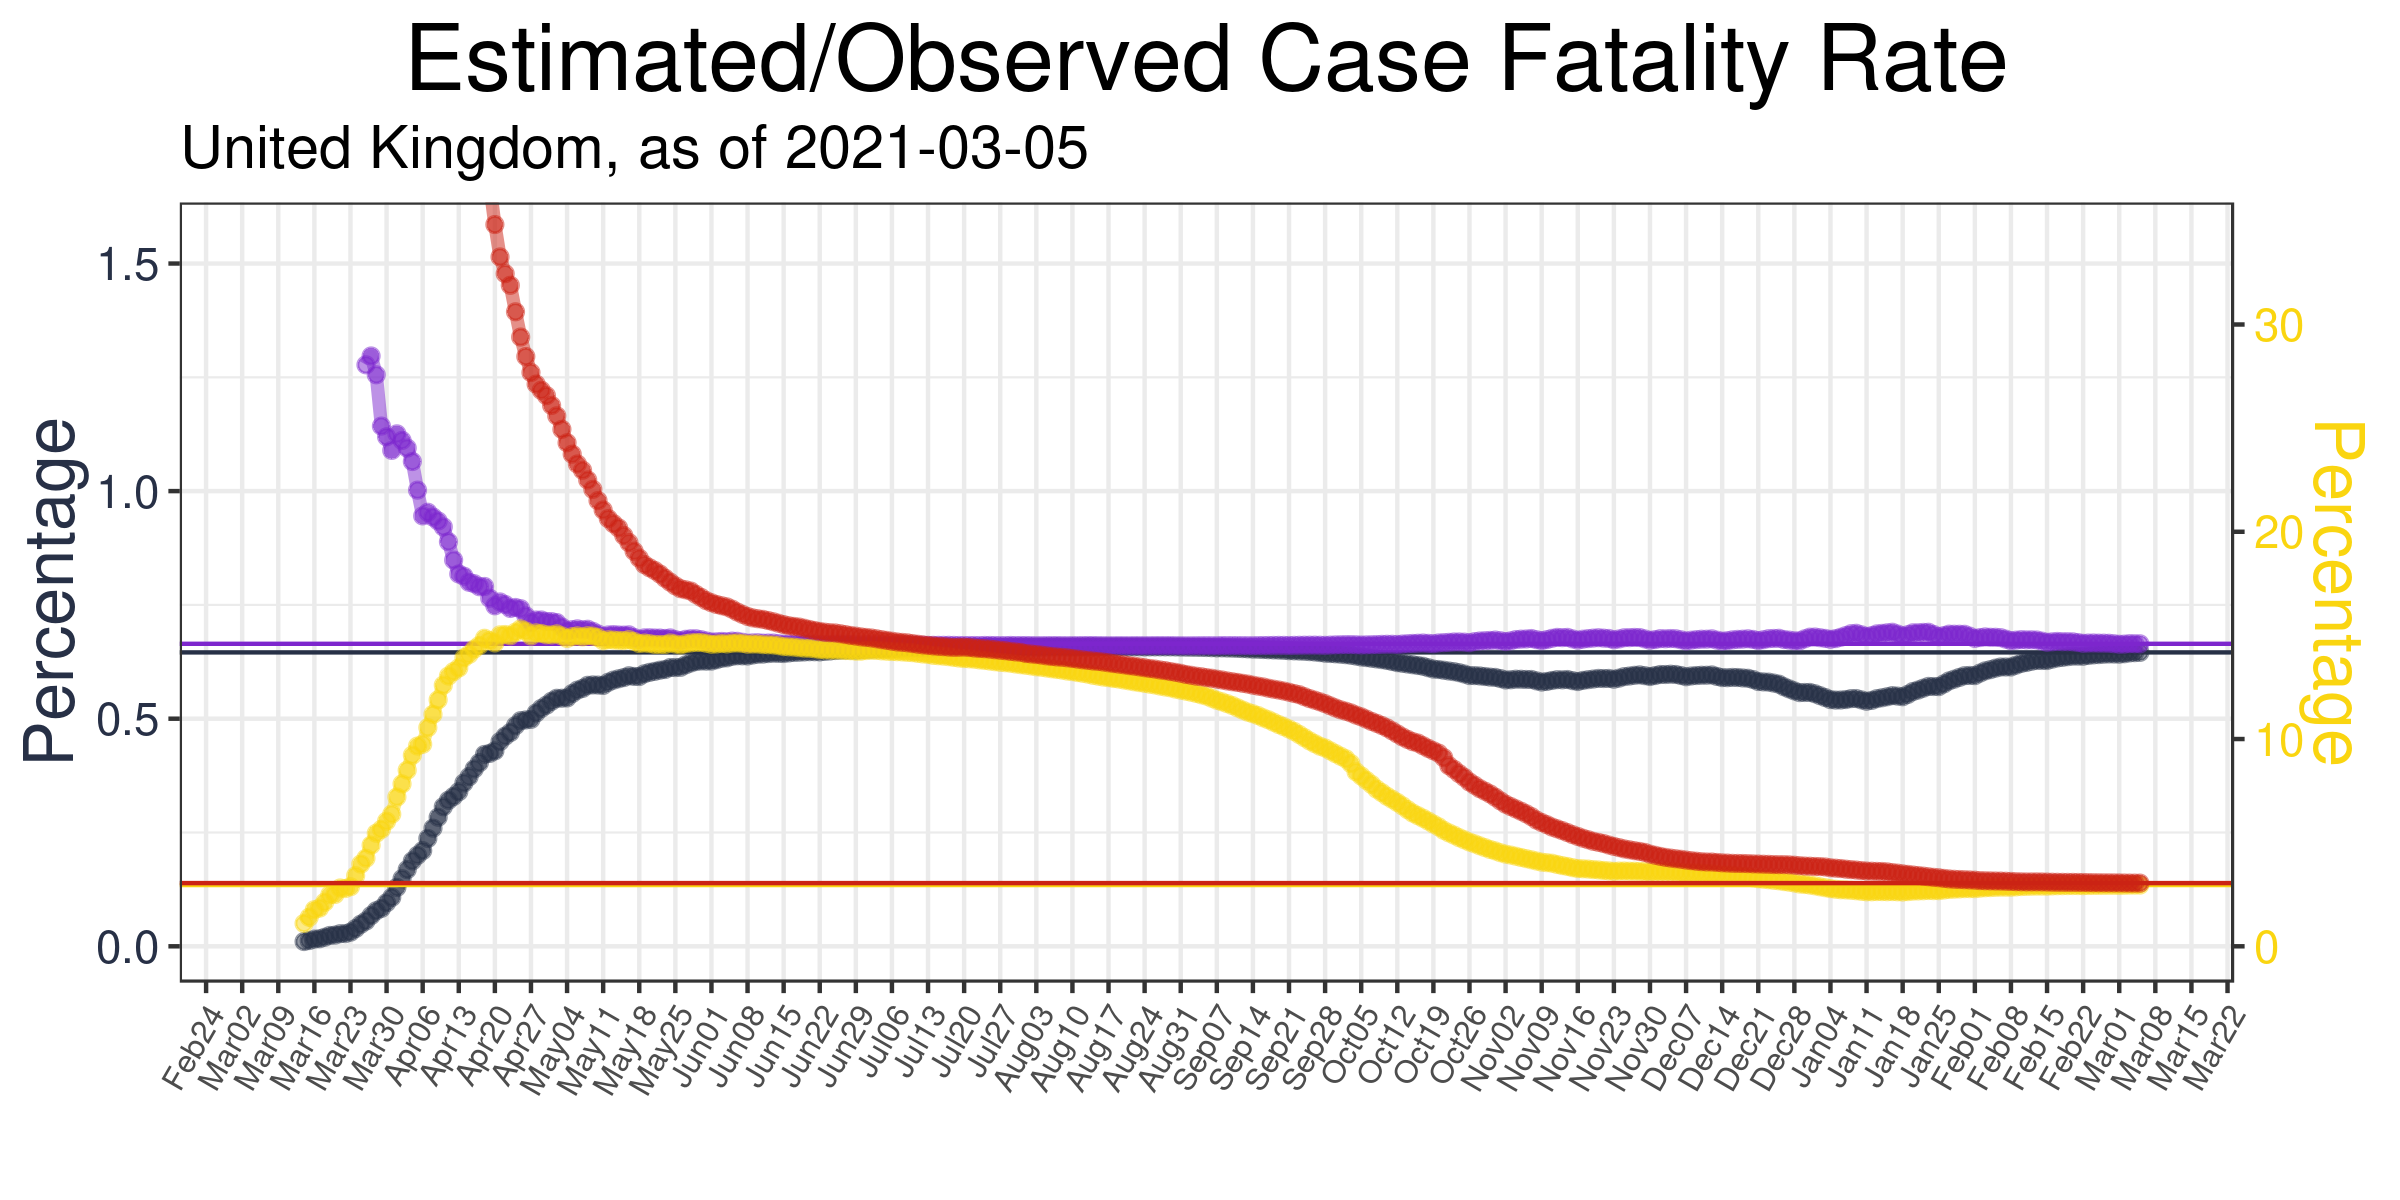 Estimated/Observed Case Fatality Rate
United Kingdom, as of 2021-03-05
Percentage
1.5
1.0
0.5
0.0
30
20
10
0
Percentage
Feb24
Mar02
Mar09
Mar16
Mar23
Mar30
Apr06
Apr13
Apr20
Apr27
May04
May11
May18
May25
Jun01
Jun08
Jun15
Jun22
Jun29
Jul06
Jul13
Jul20
Jul27
Aug03
Aug10
Aug17
Aug24
Aug31
Sep07
Sep14
Sep21
Sep28
Oct05
Oct12
Oct19
Oct26
Nov02
Nov09
Nov16
Nov23
Nov30
Dec07
Dec14
Dec21
Dec28
Dec04
Jan11
Jan18
Jan25
Jan25
Feb01
Feb08
Feb15
Feb22
Mar01
Mar08
Mar15
Mar22